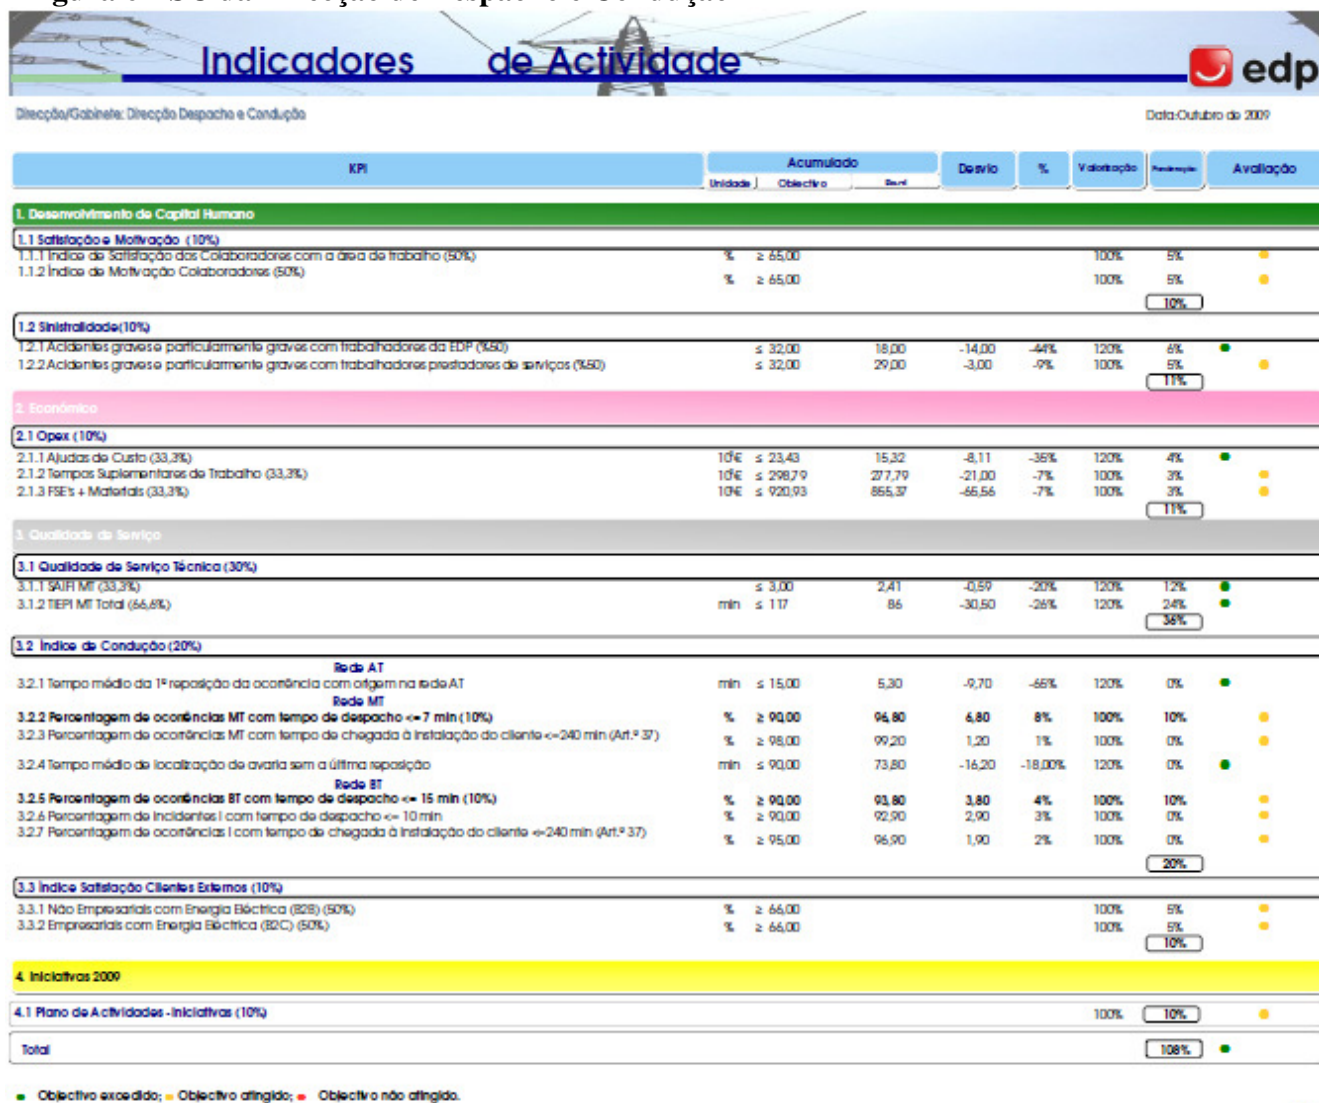 Indicadores de Actividade
edp
Direcção/Gabinete: Direcção Despacho e Condução Data:Outubro de 2009
KPI Acumulado Desvio % Valorização Ponderação Avaliação
Unidade Objectivo Real
1. Desenvolvimento de Capital Humano
1.1 Satisfação e Motivação (10%)
1.1.1 Índice de Satisfação dos Colaboradores com a área de trabalho (50%) % ≥ 65,00 100% 5%
1.1.2 Índice de Motivação Colaboradores (50%) % ≥ 65,00 100% 5%
10%
1.2 Sinistralidade(10%)
1.2.1 Acidentes graves e particularmente graves com trabalhadores da EDP (%50) ≤ 32,00 18,00 -14,00 -44% 120% 6%
1.2.2 Acidentes graves e particularmente graves com trabalhadores prestadores de serviços (%50) ≤ 32,00 29,00 -3,00 -9% 100% 5%
11%
2. Económico
2.1 Opex (10%)
2.1.1 Ajudas de Custo (33,3%) 10³€ ≤ 23,43 15,32 -8,11 -35% 120% 4%
2.1.2 Tempos Suplementares de Trabalho (33,3%) 10³€ ≤ 298,79 277,79 -21,00 -7% 100% 3%
2.1.3 FSE's + Materiais (33,3%) 10³€ ≤ 920,93 855,37 -65,56 -7% 100% 3%
11%
3. Qualidade de Serviço
3.1 Qualidade de Serviço Técnica (30%)
3.1.1 SAIFI MT (33,3%) ≤ 3,00 2,41 -0,59 -20% 120% 12%
3.1.2 TIEPI MT Total (66,6%) min ≤ 117 86 -30,50 -26% 120% 24%
36%
3.2 Índice de Condução (20%)
Rede AT
3.2.1 Tempo médio da 1ª reposição da ocorrência com origem na rede AT min ≤ 15,00 5,30 -9,70 -65% 120% 0%
Rede MT
3.2.2 Percentagem de ocorrências MT com tempo de despacho <= 7 min (10%) % ≥ 90,00 96,80 6,80 8% 100% 10%
3.2.3 Percentagem de ocorrências MT com tempo de chegada à instalação do cliente <=240 min (Art.º 37) % ≥ 98,00 99,20 1,20 1% 100% 0%
3.2.4 Tempo médio de localização de avaria sem a última reposição min ≤ 90,00 73,80 -16,20 -18,00% 120% 0%
Rede BT
3.2.5 Percentagem de ocorrências BT com tempo de despacho <= 15 min (10%) % ≥ 90,00 93,80 3,80 4% 100% 10%
3.2.6 Percentagem de incidentes I com tempo de despacho <= 10 min % ≥ 90,00 92,90 2,90 3% 100% 0%
3.2.7 Percentagem de ocorrências I com tempo de chegada à instalação do cliente <=240 min (Art.º 37) % ≥ 95,00 96,90 1,90 2% 100% 0%
20%
3.3 Índice Satisfação Clientes Externos (10%)
3.3.1 Não Empresariais com Energia Eléctrica (B2B) (50%) % ≥ 66,00 100% 5%
3.3.2 Empresariais com Energia Eléctrica (B2C) (50%) % ≥ 66,00 100% 5%
10%
4. Iniciativas 2009
4.1 Plano de Actividades -Iniciativas (10%) 100% 10%
Total 108%
Objectivo excedido; Objectivo atingido; Objectivo não atingido.